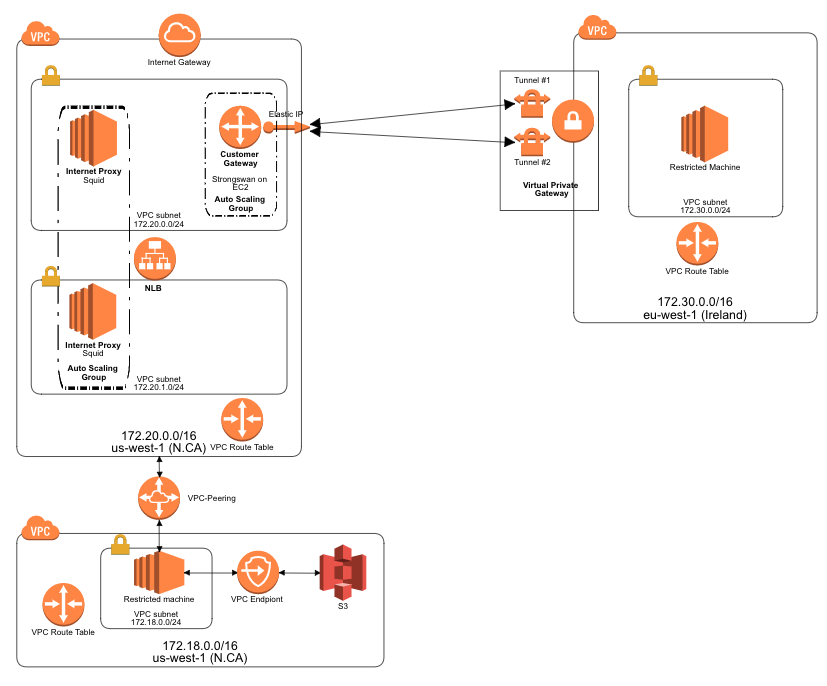 VPC
Internet Gateway
Internet Proxy
Squid
Elastic IP
Customer
Gateway
Strongswan on
EC2
Auto Scaling
Group
VPC subnet
172.20.0.0/24
NLB
Internet Proxy
Squid
Auto Scaling
Group
VPC subnet
172.20.1.0/24
172.20.0.0/16
us-west-1 (N.CA)
VPC Route Table
VPC-Peering
VPC
Restricted machine
VPC subnet
172.18.0.0/24
VPC Endpiont
S3
VPC Route Table
172.18.0.0/16
us-west-1 (N.CA)
Tunnel #1
Tunnel #2
Virtual Private
Gateway
VPC
Restricted Machine
VPC subnet
172.30.0.0/24
VPC Route Table
172.30.0.0/16
eu-west-1 (Ireland)